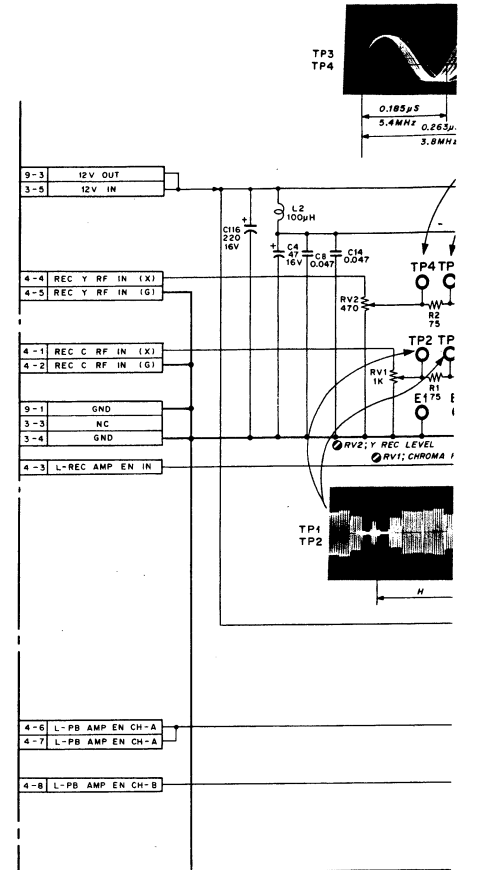 TP3
TP4
0.185µS
5.4MHz
0.263µ
3.8MHz
9-3 12V OUT
3-5 12V IN
L2
100µH
C116
220
16V
C4
47
16V
C8
0.047
C14
0.047
4-4 REC Y RF IN (X)
4-5 REC Y RF IN (G)
TP4 TP
RV2
470
R2
75
4-1 REC C RF IN (X)
4-2 REC C RF IN (G)
TP2 TP
RV1
1K
R1
75
E1
9-1 GND
3-3 NC
3-4 GND
RV2; Y REC LEVEL
RV1; CHROMA
4-3 L-REC AMP EN IN
TP1
TP2
H
4-6 L-PB AMP EN CH-A
4-7 L-PB AMP EN CH-A
4-8 L-PB AMP EN CH-B